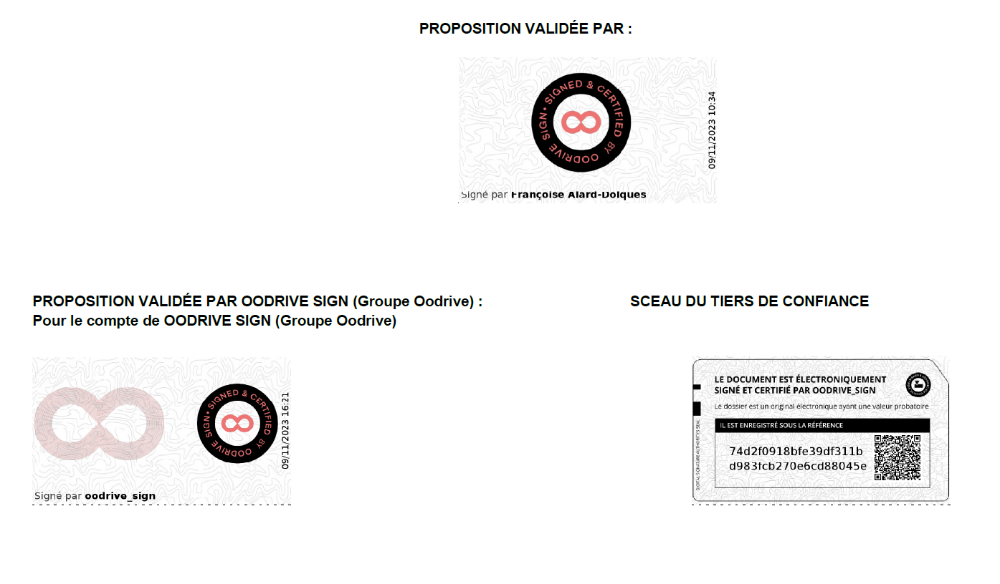 PROPOSITION VALIDÉE PAR :
• SIGNED & CERTIFIED BY OODRIVE SIGN
09/11/2023 10:34
Signé par Françoise Alard-Dolques
PROPOSITION VALIDÉE PAR OODRIVE SIGN (Groupe Oodrive) :
Pour le compte de OODRIVE SIGN (Groupe Oodrive)
• SIGNED & CERTIFIED BY OODRIVE SIGN
09/11/2023 16:21
Signé par oodrive_sign
SCEAU DU TIERS DE CONFIANCE
LE DOCUMENT EST ÉLECTRONIQUEMENT
SIGNÉ ET CERTIFIÉ PAR OODRIVE_SIGN
Le dossier est un original électronique ayant une valeur probatoire
IL EST ENREGISTRÉ SOUS LA RÉFÉRENCE
74d2f0918bfe39df311b
d983fcb270e6cd88045e
DIGITAL SIGNATURE AUTHORITYS SEAL